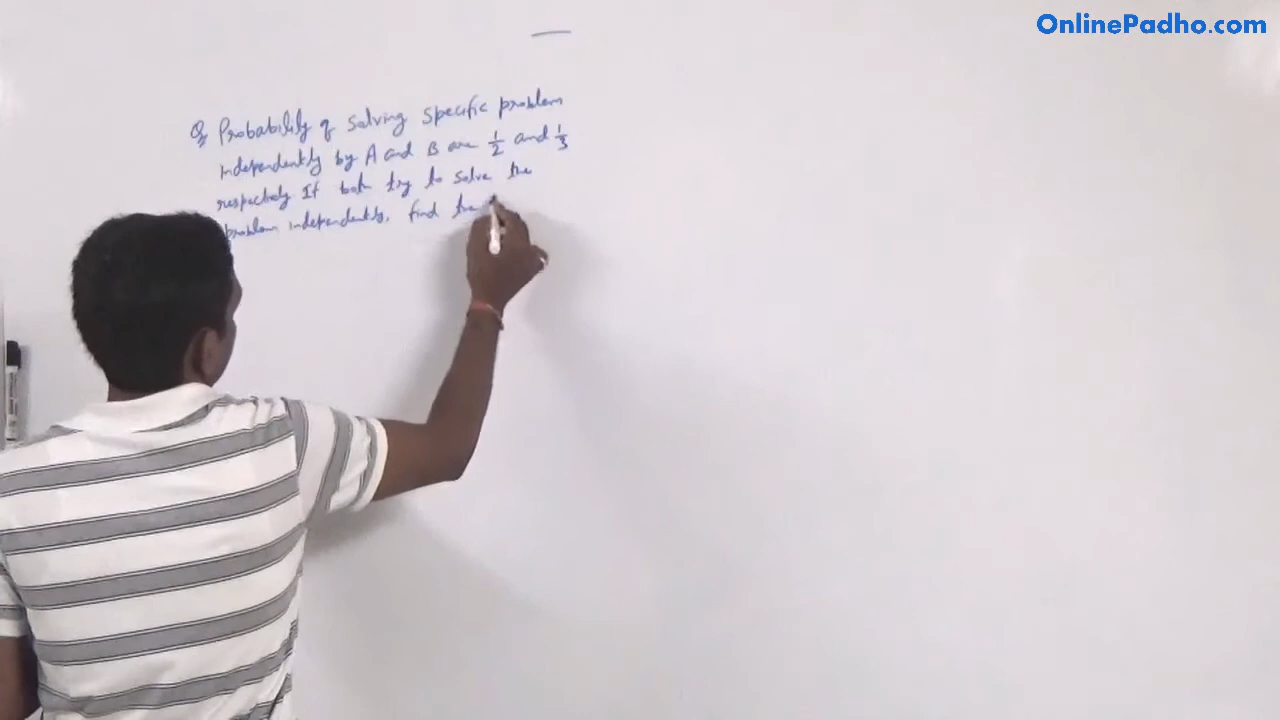 OnlinePadho.com
Q Probability of solving specific problem
independently by A and B are 1/2 and 1/3
respectively If both try to solve the
problem independently, find the